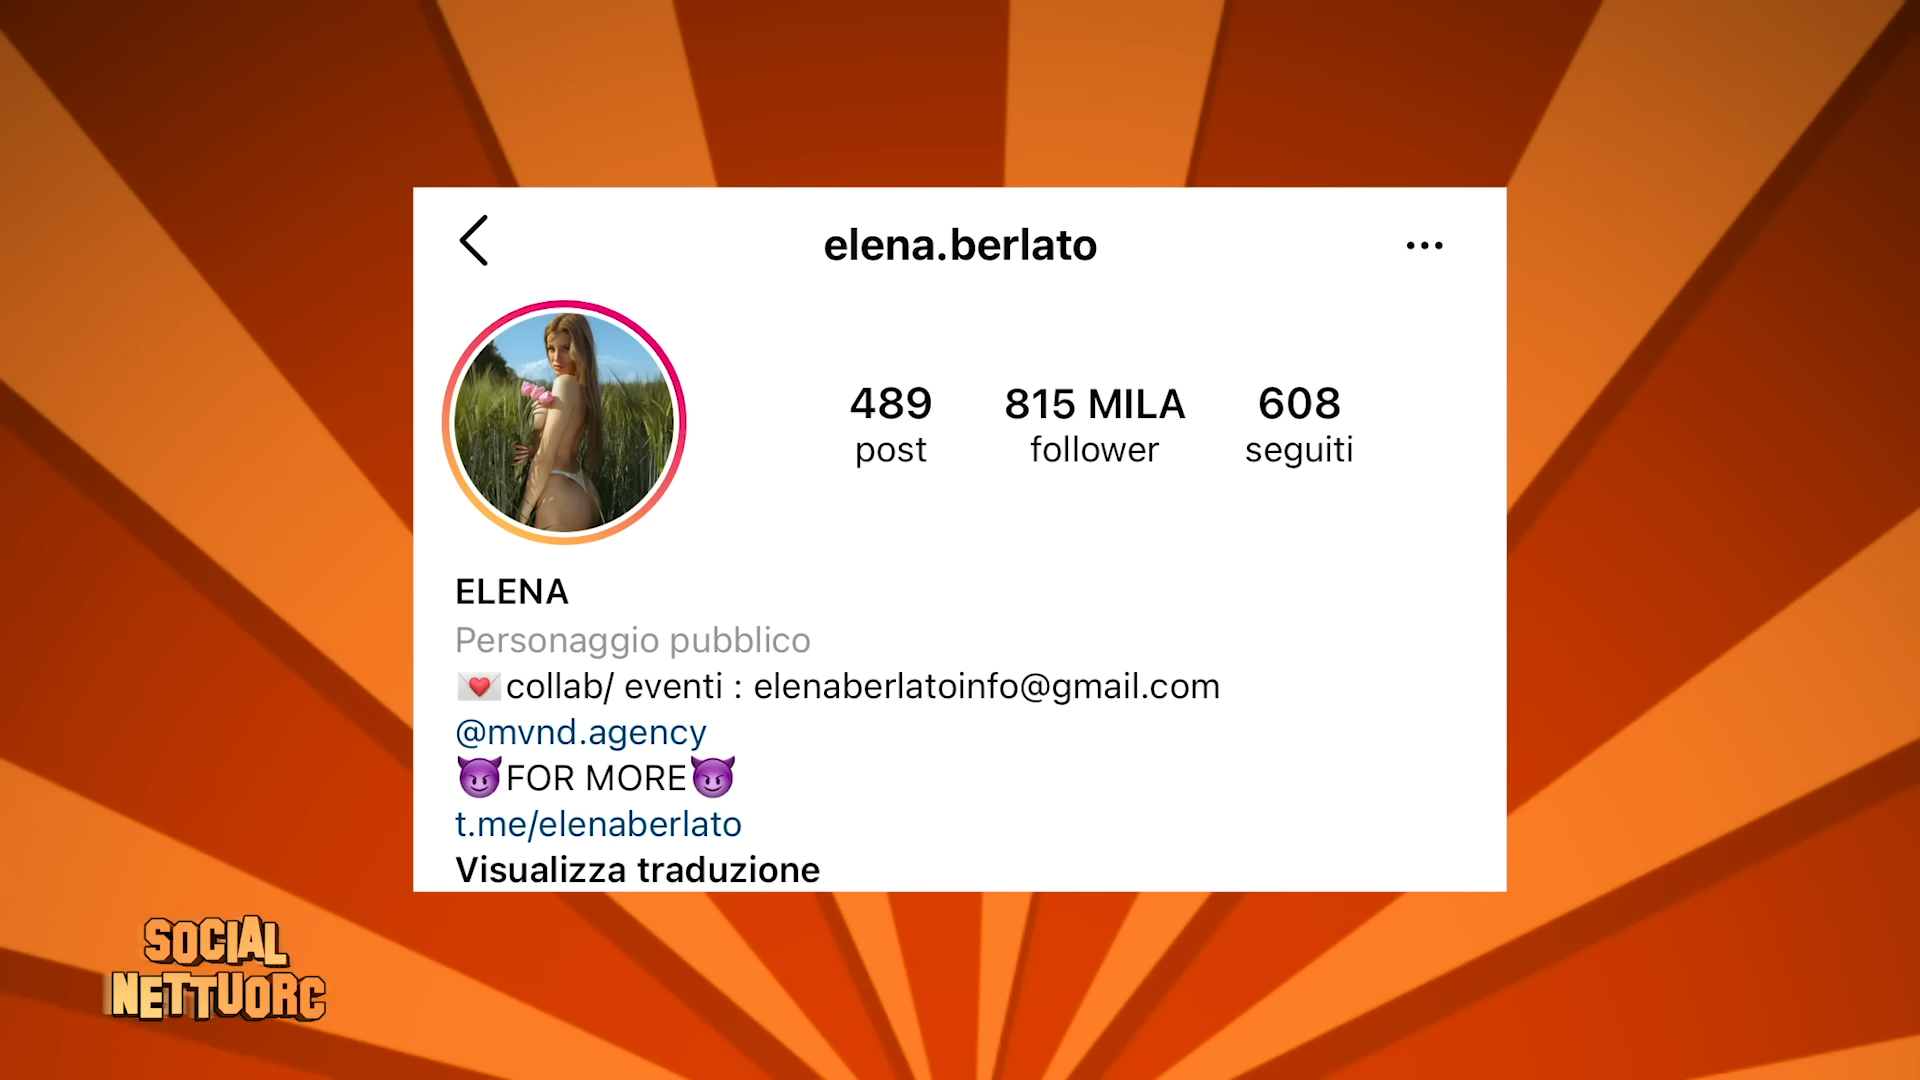 elena.berlato
489 815 MILA 608
post follower seguiti
ELENA
Personaggio pubblico
💌collab/ eventi : elenaberlatoinfo@gmail.com
@mvnd.agency
😈FOR MORE😈
t.me/elenaberlato
Visualizza traduzione
SOCIAL
NETTUORC